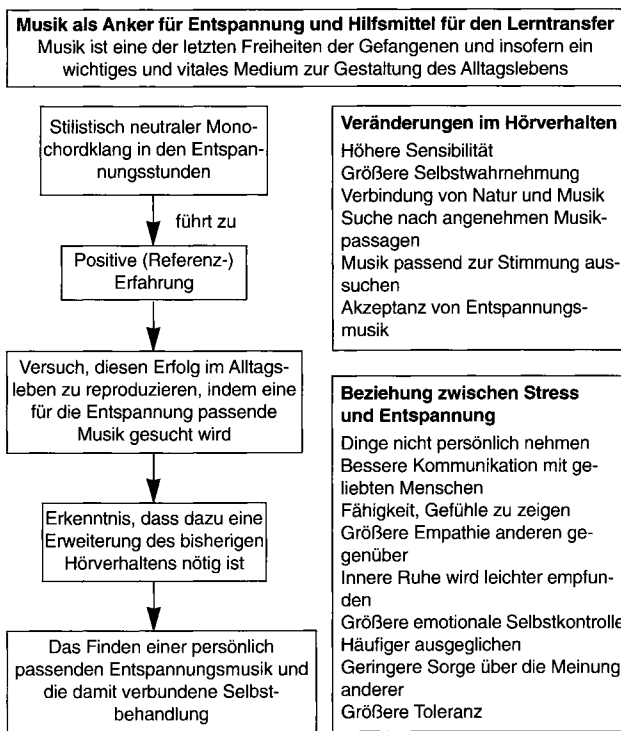 Musik als Anker für Entspannung und Hilfsmittel für den Lerntransfer
Musik ist eine der letzten Freiheiten der Gefangenen und insofern ein
wichtiges und vitales Medium zur Gestaltung des Alltagslebens
Stilistisch neutraler Mono-
chordklang in den Entspan-
nungsstunden
führt zu
Positive (Referenz-)
Erfahrung
Versuch, diesen Erfolg im Alltags-
leben zu reproduzieren, indem eine
für die Entspannung passende
Musik gesucht wird
Erkenntnis, dass dazu eine
Erweiterung des bisherigen
Hörverhaltens nötig ist
Das Finden einer persönlich
passenden Entspannungsmusik und
die damit verbundene Selbst-
behandlung
Veränderungen im Hörverhalten
Höhere Sensibilität
Größere Selbstwahrnehmung
Verbindung von Natur und Musik
Suche nach angenehmen Musik-
passagen
Musik passend zur Stimmung aus-
suchen
Akzeptanz von Entspannungs-
musik
Beziehung zwischen Stress
und Entspannung
Dinge nicht persönlich nehmen
Bessere Kommunikation mit ge-
liebten Menschen
Fähigkeit, Gefühle zu zeigen
Größere Empathie anderen ge-
genüber
Innere Ruhe wird leichter empfun-
den
Größere emotionale Selbstkontrolle
Häufiger ausgeglichen
Geringere Sorge über die Meinung
anderer
Größere Toleranz